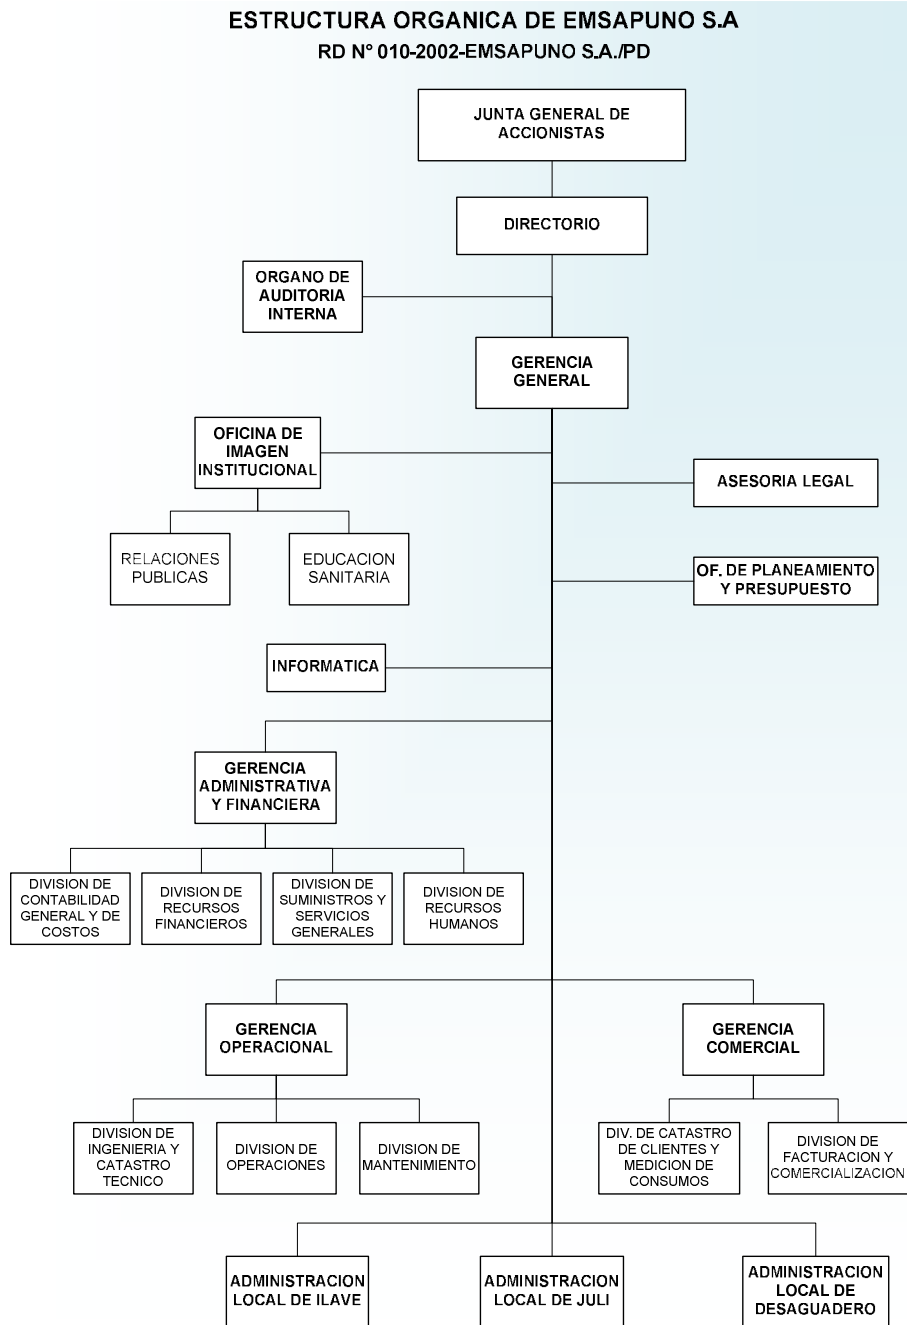 ESTRUCTURA ORGANICA DE EMSAPUNO S.A
RD N° 010-2002-EMSAPUNO S.A./PD
JUNTA GENERAL DE
ACCIONISTAS
DIRECTORIO
ORGANO DE
AUDITORIA
INTERNA
GERENCIA
GENERAL
OFICINA DE
IMAGEN
INSTITUCIONAL
ASESORIA LEGAL
RELACIONES
PUBLICAS
EDUCACION
SANITARIA
OF. DE PLANEAMIENTO
Y PRESUPUESTO
INFORMATICA
GERENCIA
ADMINISTRATIVA
Y FINANCIERA
DIVISION DE
CONTABILIDAD
GENERAL Y DE
COSTOS
DIVISION DE
RECURSOS
FINANCIEROS
DIVISION DE
SUMINISTROS Y
SERVICIOS
GENERALES
DIVISION DE
RECURSOS
HUMANOS
GERENCIA
OPERACIONAL
GERENCIA
COMERCIAL
DIVISION DE
INGENIERIA Y
CATASTRO
TECNICO
DIVISION DE
OPERACIONES
DIVISION DE
MANTENIMIENTO
DIV. DE CATASTRO
DE CLIENTES Y
MEDICION DE
CONSUMOS
DIVISION DE
FACTURACION Y
COMERCIALIZACION
ADMINISTRACION
LOCAL DE ILAVE
ADMINISTRACION
LOCAL DE JULI
ADMINISTRACION
LOCAL DE
DESAGUADERO